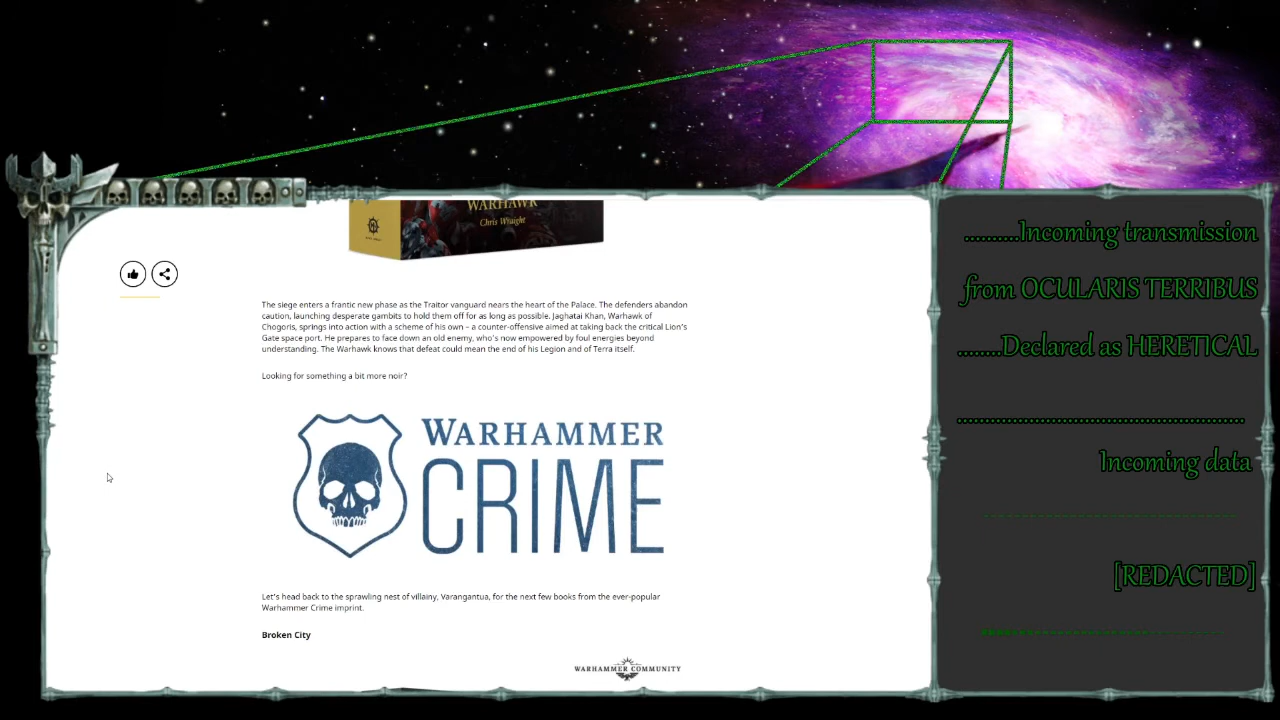 WARHAWK
Chris Wraight
The siege enters a frantic new phase as the Traitor vanguard nears the heart of the Palace. The defenders abandon
caution, launching desperate gambits to hold them off for as long as possible. Jaghatai Khan, Warhawk of
Chogoris, springs into action with a scheme of his own – a counter-offensive aimed at taking back the critical Lion's
Gate space port. He prepares to face down an old enemy, who's now empowered by foul energies beyond
understanding. The Warhawk knows that defeat could mean the end of his Legion and of Terra itself.
Looking for something a bit more noir?
WARHAMMER
CRIME
Let's head back to the sprawling nest of villainy, Varangantua, for the next few books from the ever-popular
Warhammer Crime imprint.
Broken City
WARHAMMER COMMUNITY
..........Incoming transmission
from OCULARIS TERRIBUS
........Declared as HERETICAL
.....................................................
Incoming data
[REDACTED]